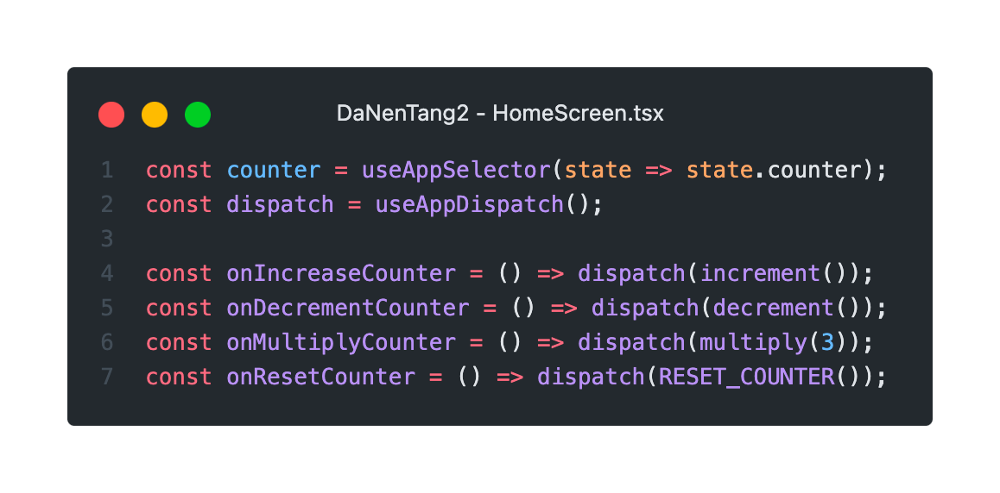 DaNenTang2 - HomeScreen.tsx
1 const counter = useAppSelector(state => state.counter);
2 const dispatch = useAppDispatch();
3
4 const onIncreaseCounter = () => dispatch(increment());
5 const onDecrementCounter = () => dispatch(decrement());
6 const onMultiplyCounter = () => dispatch(multiply(3));
7 const onResetCounter = () => dispatch(RESET_COUNTER());